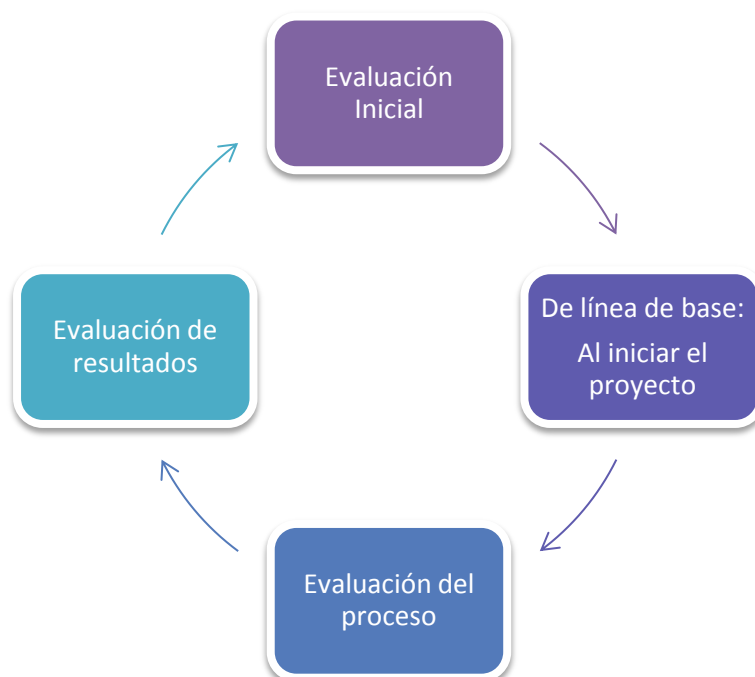 Evaluación
Inicial
De línea de base:
Al iniciar el
proyecto
Evaluación del
proceso
Evaluación de
resultados